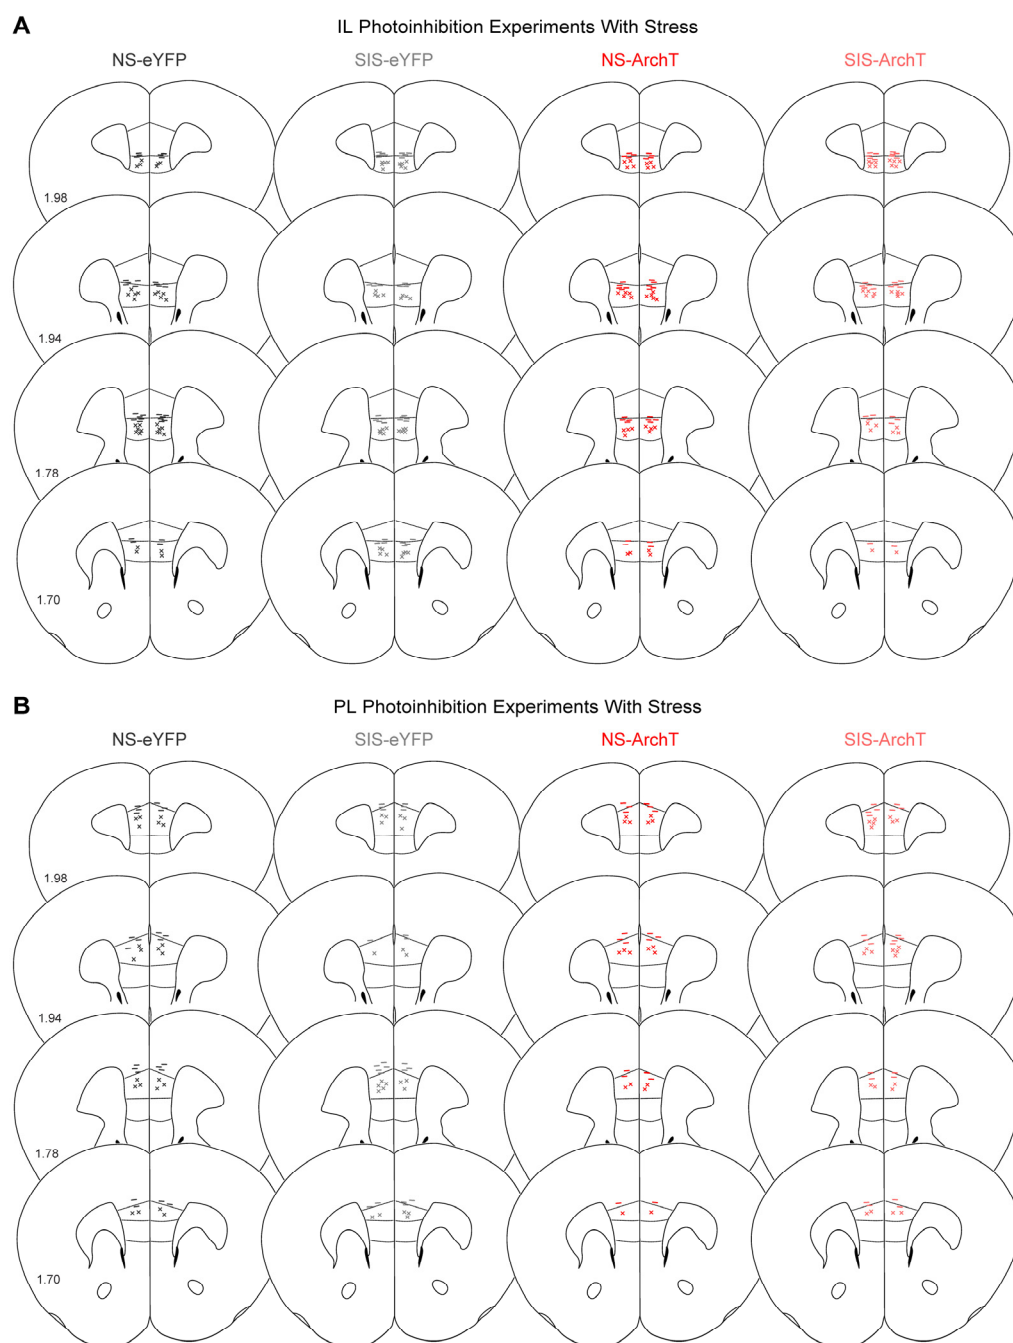 A
IL Photoinhibition Experiments With Stress
NS-eYFP SIS-eYFP NS-ArchT SIS-ArchT
1.98
1.94
1.78
1.70
B
PL Photoinhibition Experiments With Stress
NS-eYFP SIS-eYFP NS-ArchT SIS-ArchT
1.98
1.94
1.78
1.70